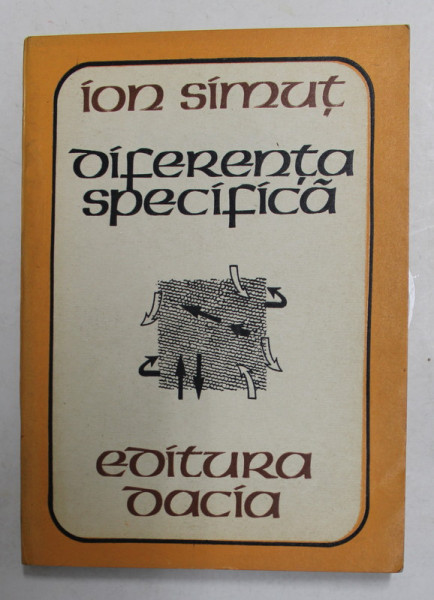 ion simuț
diferența
specifică
editura
dacia